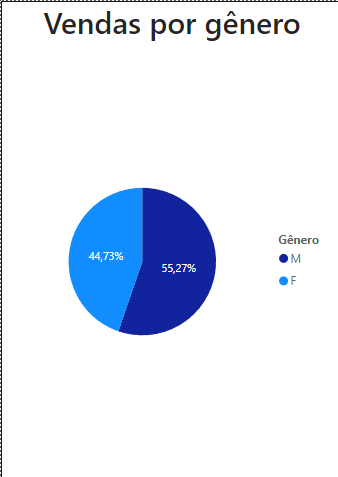 Vendas por gênero
44,73%
55,27%
Gênero
M
F